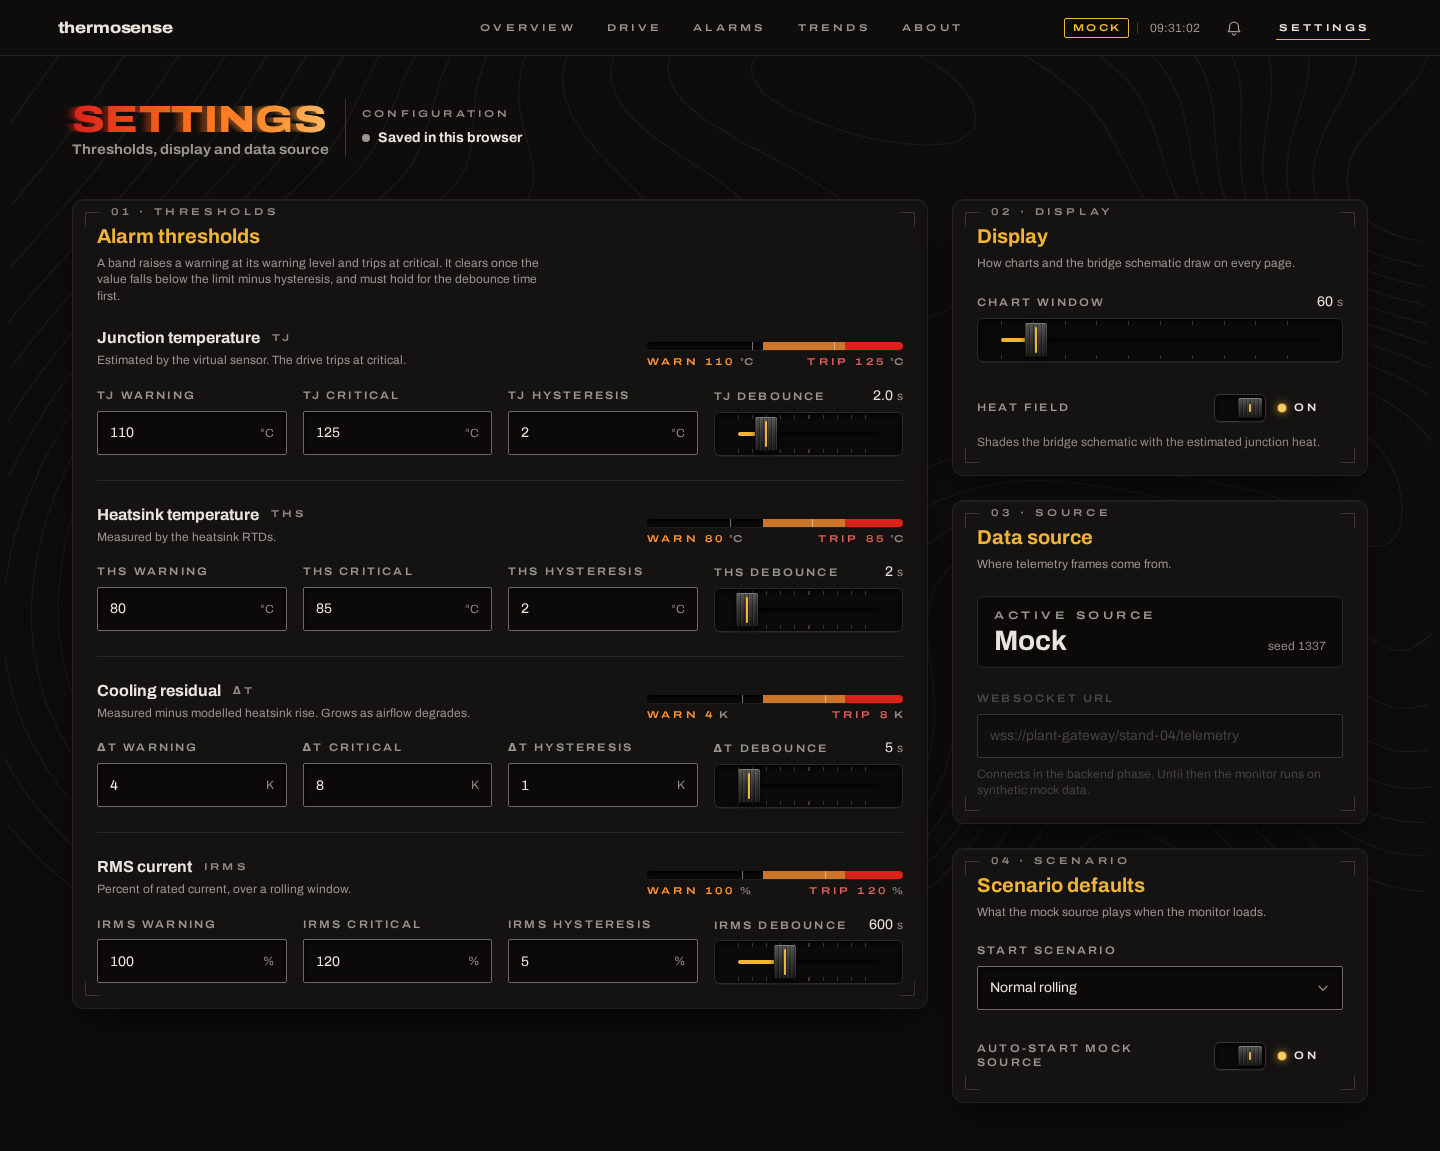 thermosense
OVERVIEW DRIVE ALARMS TRENDS ABOUT
MOCK 09:31:02 SETTINGS
SETTINGS
Thresholds, display and data source
CONFIGURATION
Saved in this browser
01 · THRESHOLDS
Alarm thresholds
A band raises a warning at its warning level and trips at critical. It clears once the
value falls below the limit minus hysteresis, and must hold for the debounce time
first.
Junction temperature TJ
Estimated by the virtual sensor. The drive trips at critical.
WARN 110 °C TRIP 125 °C
TJ WARNING TJ CRITICAL TJ HYSTERESIS TJ DEBOUNCE 2.0 s
110 °C 125 °C 2 °C
Heatsink temperature THS
Measured by the heatsink RTDs.
WARN 80 °C TRIP 85 °C
THS WARNING THS CRITICAL THS HYSTERESIS THS DEBOUNCE 2 s
80 °C 85 °C 2 °C
Cooling residual ΔT
Measured minus modelled heatsink rise. Grows as airflow degrades.
WARN 4 K TRIP 8 K
ΔT WARNING ΔT CRITICAL ΔT HYSTERESIS ΔT DEBOUNCE 5 s
4 K 8 K 1 K
RMS current IRMS
Percent of rated current, over a rolling window.
WARN 100 % TRIP 120 %
IRMS WARNING IRMS CRITICAL IRMS HYSTERESIS IRMS DEBOUNCE 600 s
100 % 120 % 5 %
02 · DISPLAY
Display
How charts and the bridge schematic draw on every page.
CHART WINDOW 60 s
HEAT FIELD ON
Shades the bridge schematic with the estimated junction heat.
03 · SOURCE
Data source
Where telemetry frames come from.
ACTIVE SOURCE
Mock seed 1337
WEBSOCKET URL
wss://plant-gateway/stand-04/telemetry
Connects in the backend phase. Until then the monitor runs on
synthetic mock data.
04 · SCENARIO
Scenario defaults
What the mock source plays when the monitor loads.
START SCENARIO
Normal rolling
AUTO-START MOCK
SOURCE
ON